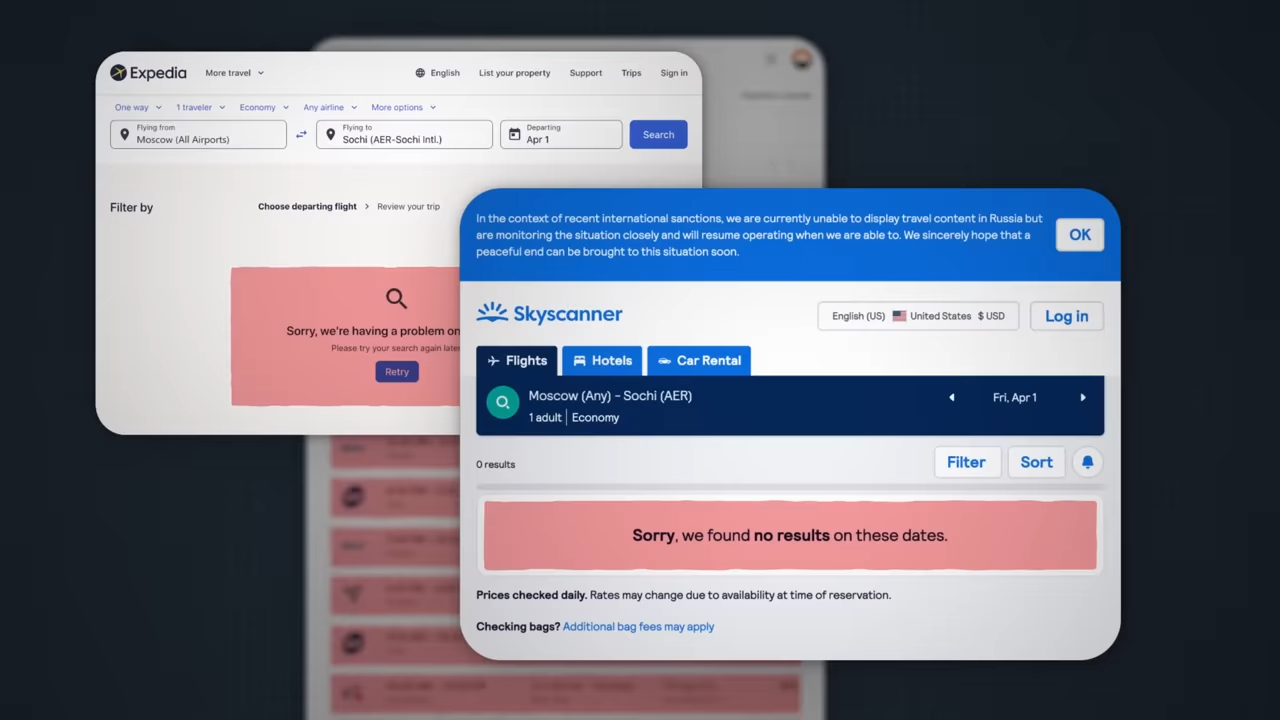 Expedia
More travel
English
List your property
Support
Trips
Sign in
One way
1 traveler
Economy
Any airline
More options
Flying from
Moscow (All Airports)
Flying to
Sochi (AER-Sochi Intl.)
Departing
Apr 1
Search
Filter by
Choose departing flight > Review your trip
Sorry, we're having a problem on
Please try your search again later
Retry
In the context of recent international sanctions, we are currently unable to display travel content in Russia but
are monitoring the situation closely and will resume operating when we are able to. We sincerely hope that a
peaceful end can be brought to this situation soon.
OK
Skyscanner
English (US) United States $ USD
Log in
Flights
Hotels
Car Rental
Moscow (Any) - Sochi (AER)
1 adult | Economy
Fri, Apr 1
0 results
Filter
Sort
Sorry, we found no results on these dates.
Prices checked daily. Rates may change due to availability at time of reservation.
Checking bags? Additional bag fees may apply